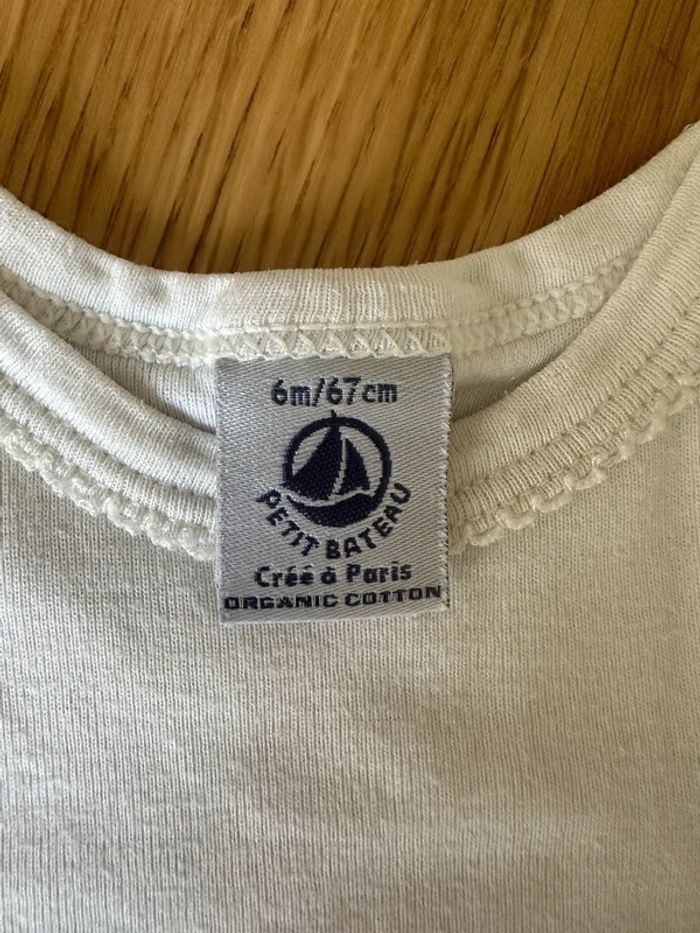 6m/67cm
PETIT BATEAU
Créé à Paris
ORGANIC COTTON